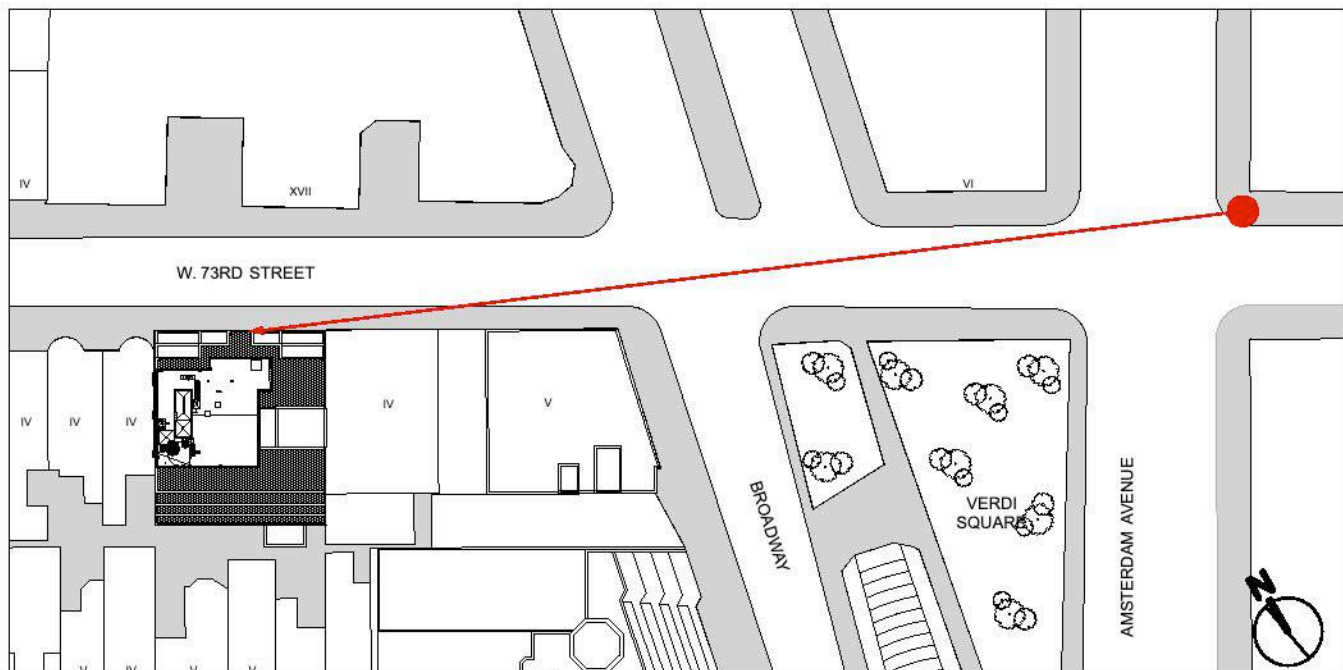 IV
XVII
VI
W. 73RD STREET
IV
IV
IV
IV
V
BROADWAY
VERDI
SQUARE
AMSTERDAM AVENUE
N
V
IV
V
V